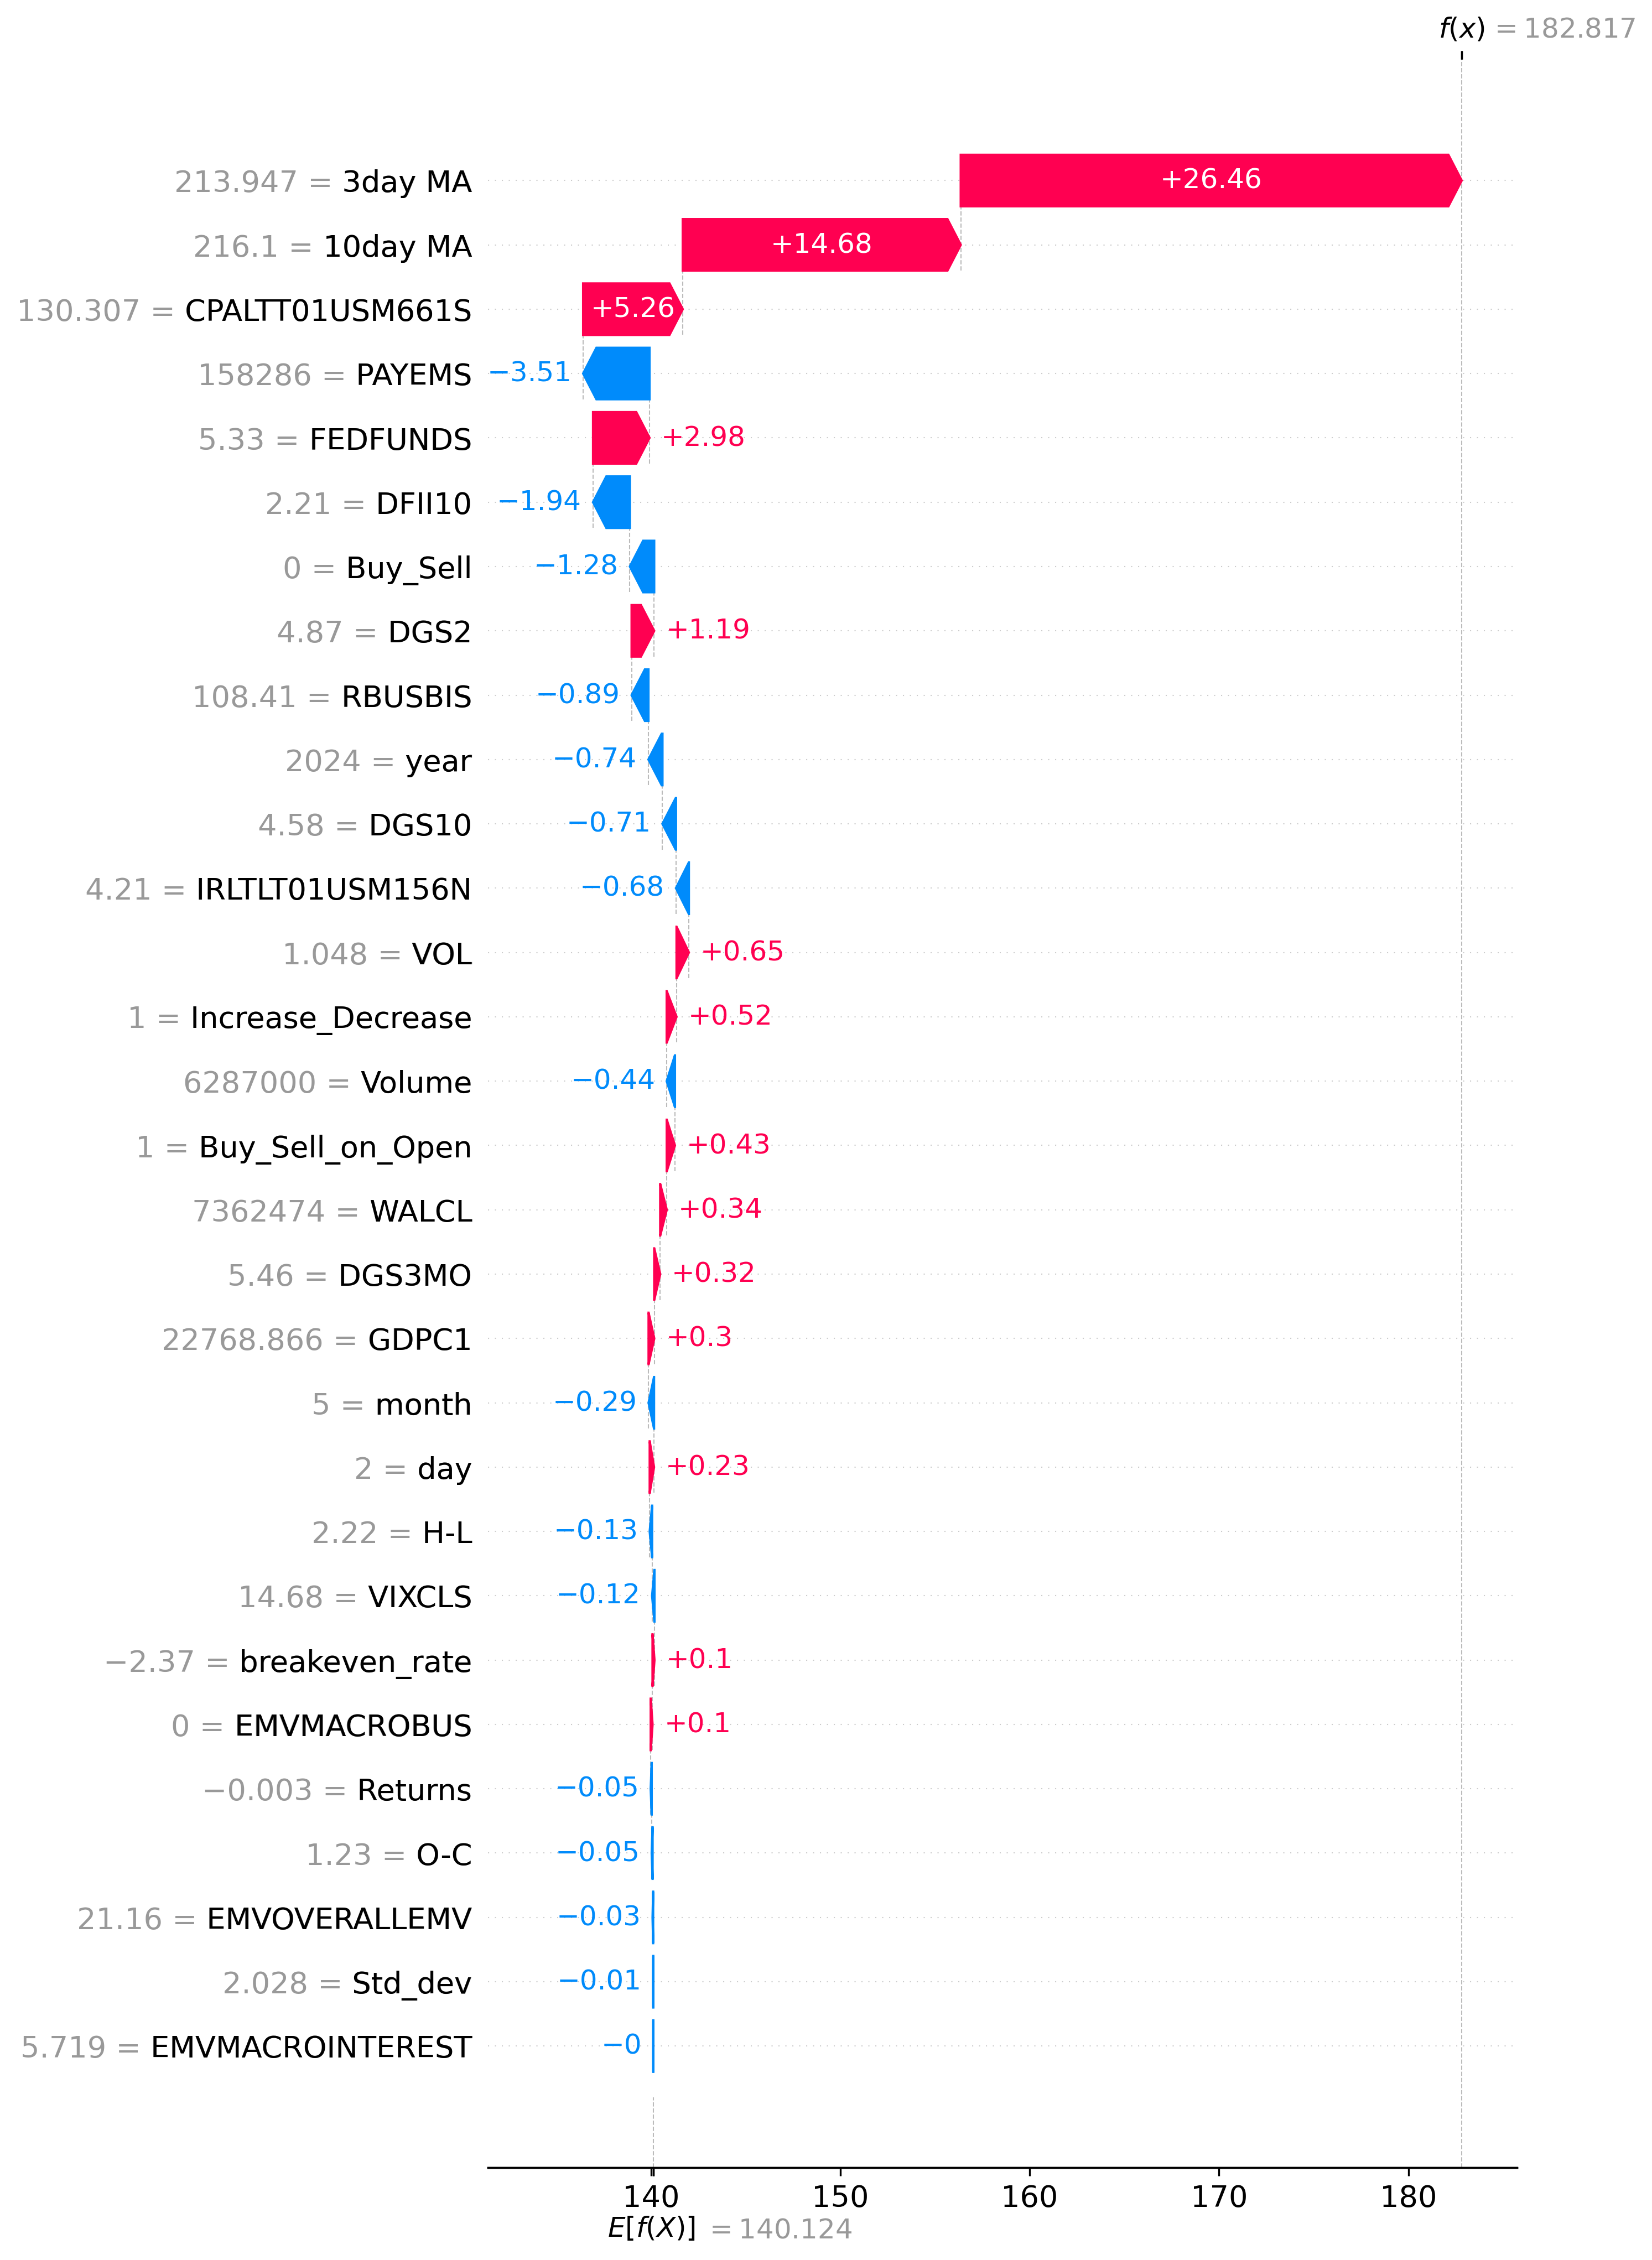 f(x) = 182.817
213.947 = 3day MA +26.46
216.1 = 10day MA +14.68
130.307 = CPALTT01USM661S +5.26
158286 = PAYEMS −3.51
5.33 = FEDFUNDS +2.98
2.21 = DFII10 −1.94
0 = Buy_Sell −1.28
4.87 = DGS2 +1.19
108.41 = RBUSBIS −0.89
2024 = year −0.74
4.58 = DGS10 −0.71
4.21 = IRLTLT01USM156N −0.68
1.048 = VOL +0.65
1 = Increase_Decrease +0.52
6287000 = Volume −0.44
1 = Buy_Sell_on_Open +0.43
7362474 = WALCL +0.34
5.46 = DGS3MO +0.32
22768.866 = GDPC1 +0.3
5 = month −0.29
2 = day +0.23
2.22 = H-L −0.13
14.68 = VIXCLS −0.12
−2.37 = breakeven_rate +0.1
0 = EMVMACROBUS +0.1
−0.003 = Returns −0.05
1.23 = O-C −0.05
21.16 = EMVOVERALLEMV −0.03
2.028 = Std_dev −0.01
5.719 = EMVMACROINTEREST −0
140 150 160 170 180
E[f(X)] = 140.124